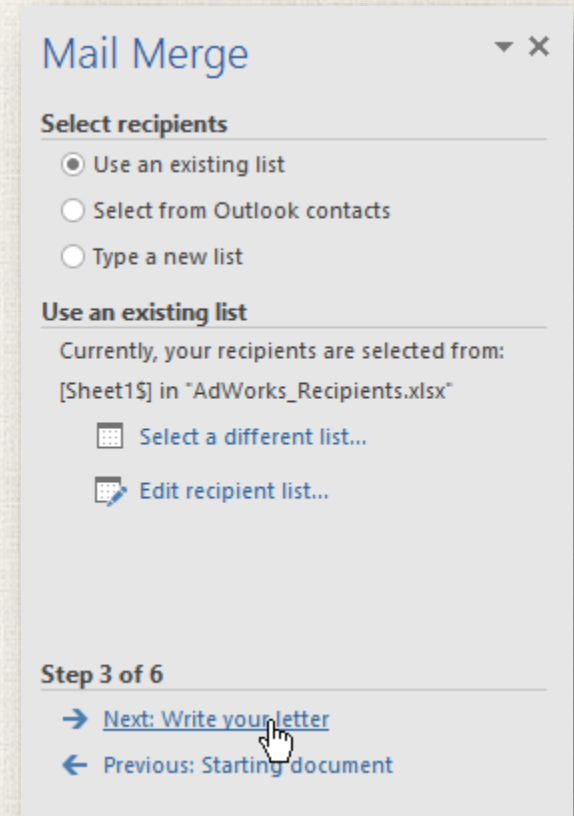 Mail Merge
Select recipients
Use an existing list
Select from Outlook contacts
Type a new list
Use an existing list
Currently, your recipients are selected from:
[Sheet1$] in "AdWorks_Recipients.xlsx"
Select a different list...
Edit recipient list...
Step 3 of 6
Next: Write your letter
Previous: Starting document